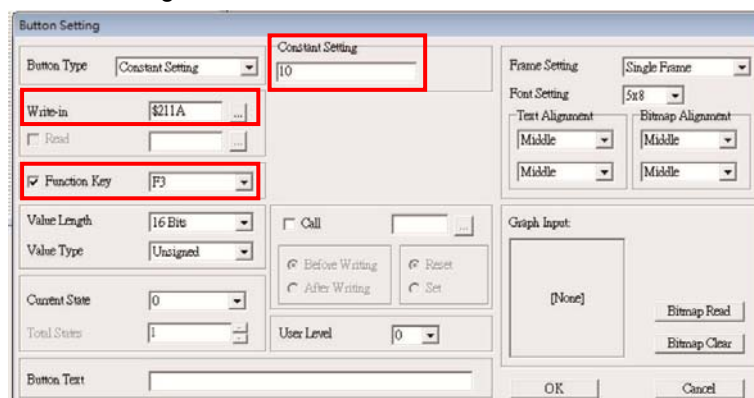 Button Setting
Button Type
Constant Setting
Write-in
$211A
...
Read
...
Function Key
F3
Value Length
16 Bits
Value Type
Unsigned
Current State
0
Total States
1
Button Text
Constant Setting
10
Call
...
Before Writing
After Writing
Reset
Set
User Level
0
Frame Setting
Single Frame
Font Setting
5x8
Text Alignment
Middle
Middle
Bitmap Alignment
Middle
Middle
Graph Input:
[None]
Bitmap Read
Bitmap Clear
OK
Cancel